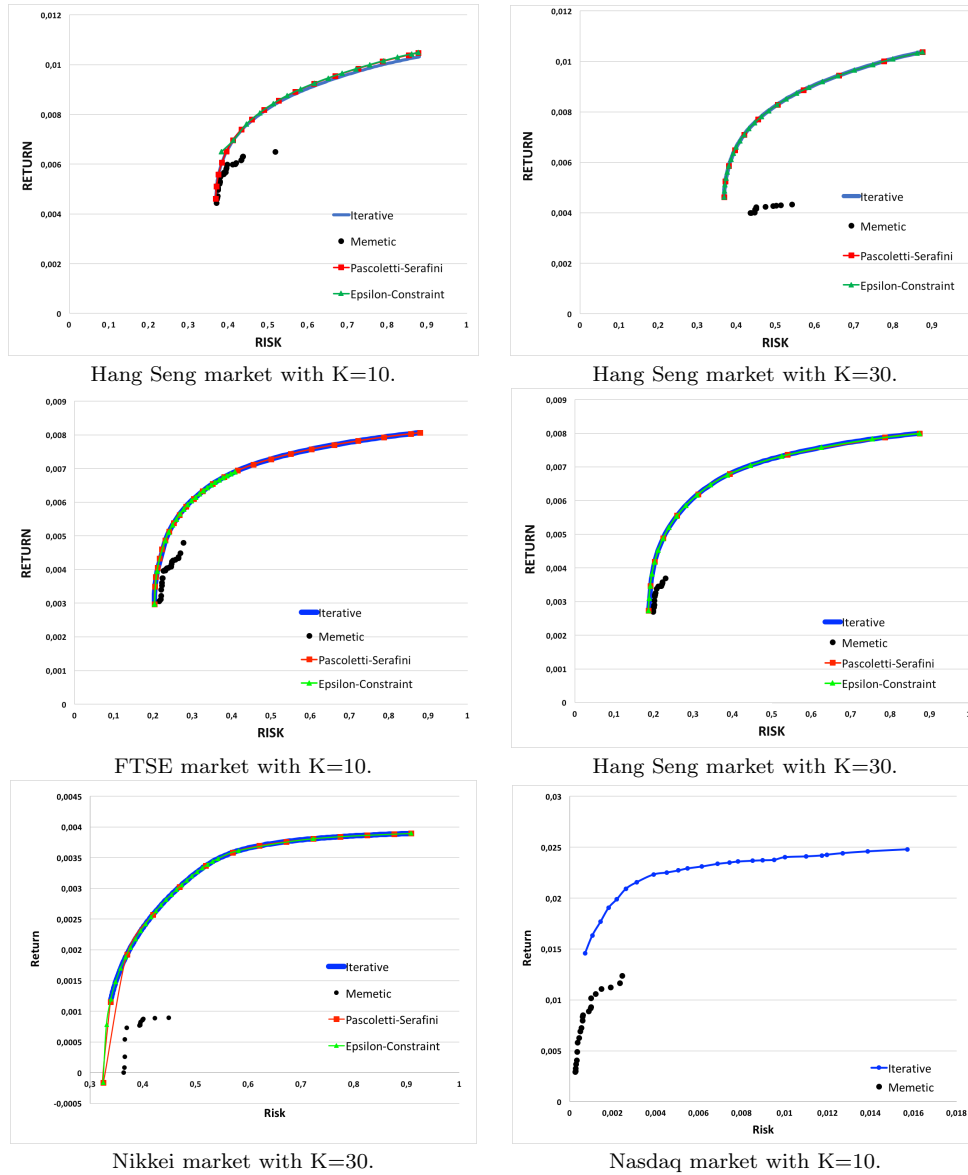 0,012
0,01
0,008
0,006
0,004
0,002
0
RETURN
0 0,1 0,2 0,3 0,4 0,5 0,6 0,7 0,8 0,9 1
RISK
Iterative
Memetic
Pascoletti-Serafini
Epsilon-Constraint
Hang Seng market with K=10.
0,012
0,01
0,008
0,006
0,004
0,002
0
RETURN
0 0,1 0,2 0,3 0,4 0,5 0,6 0,7 0,8 0,9
RISK
Iterative
Memetic
Pascoletti-Serafini
Epsilon-Constraint
Hang Seng market with K=30.
0,009
0,008
0,007
0,006
0,005
0,004
0,003
0,002
0,001
0
RETURN
0 0,1 0,2 0,3 0,4 0,5 0,6 0,7 0,8 0,9 1
RISK
Iterative
Memetic
Pascoletti-Serafini
Epsilon-Constraint
FTSE market with K=10.
0,009
0,008
0,007
0,006
0,005
0,004
0,003
0,002
0,001
0
RETURN
0 0,1 0,2 0,3 0,4 0,5 0,6 0,7 0,8 0,9 1
RISK
Iterative
Memetic
Pascoletti-Serafini
Epsilon-Constraint
Hang Seng market with K=30.
0,0045
0,004
0,0035
0,003
0,0025
0,002
0,0015
0,001
0,0005
0
-0,0005
Return
0,3 0,4 0,5 0,6 0,7 0,8 0,9 1
Risk
Iterative
Memetic
Pascoletti-Serafini
Epsilon-Constraint
Nikkei market with K=30.
0,03
0,025
0,02
0,015
0,01
0,005
0
Return
0 0,002 0,004 0,006 0,008 0,01 0,012 0,014 0,016 0,018
Risk
Iterative
Memetic
Nasdaq market with K=10.